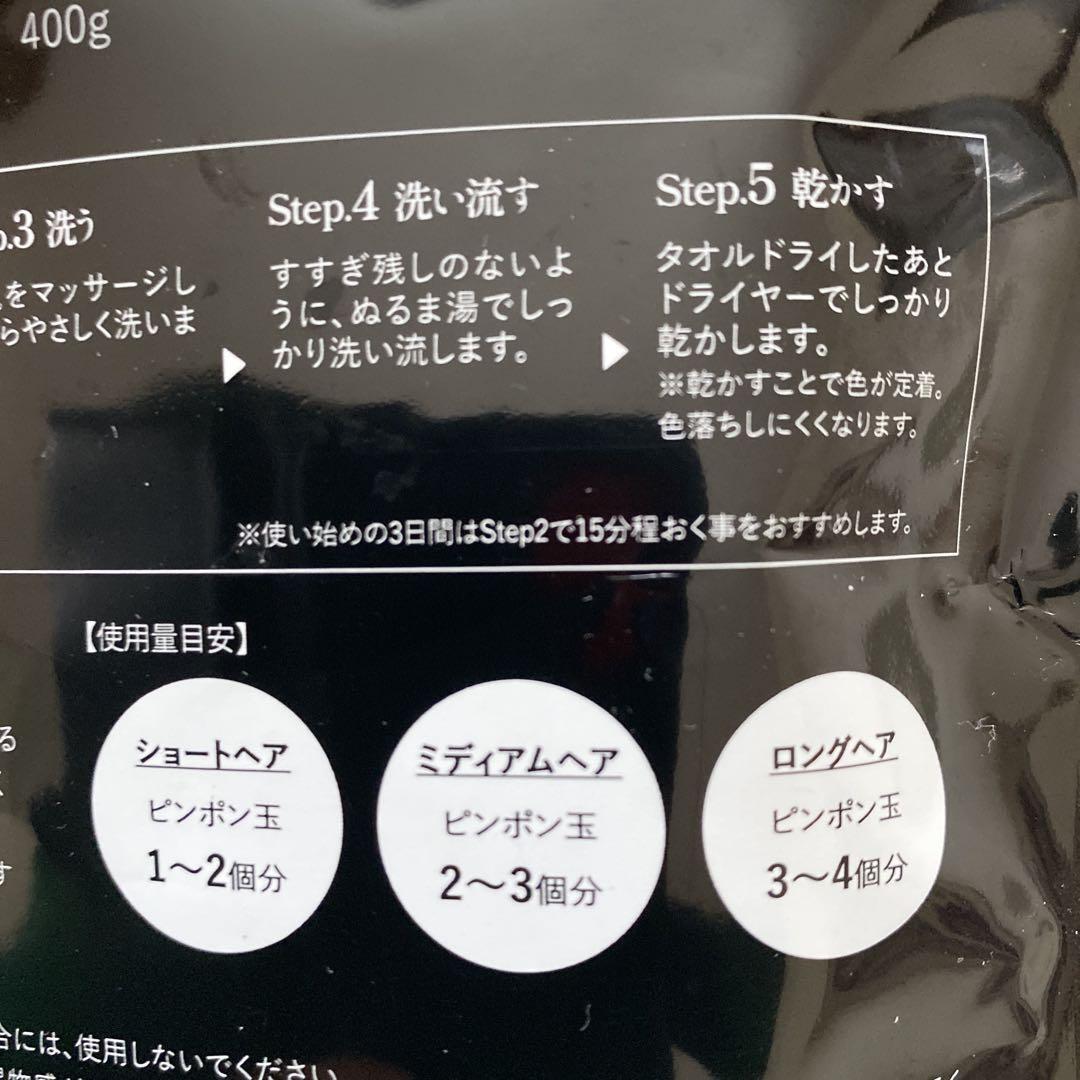 400g
.3 洗う
をマッサージし
らやさしく洗いま
Step.4 洗い流す
すすぎ残しのないよ
うに、ぬるま湯でしっ
かり洗い流します。
Step.5 乾かす
タオルドライしたあと
ドライヤーでしっかり
乾かします。
※乾かすことで色が定着。
色落ちしにくくなります。
※使い始めの3日間はStep2で15分程おく事をおすすめします。
【使用量目安】
る
く
す
ショートヘア
ピンポン玉
1〜2個分
ミディアムヘア
ピンポン玉
2〜3個分
ロングヘア
ピンポン玉
3〜4個分
合には、使用しないでください